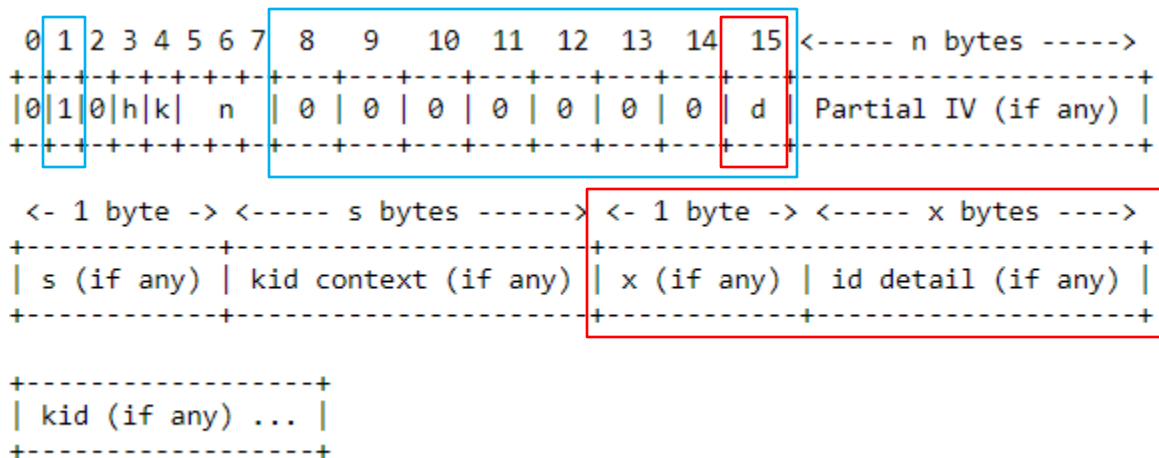 0 1 2 3 4 5 6 7 8 9 10 11 12 13 14 15 <----- n bytes ----->
+-+-+-+-+-+-+-+-+---+---+---+---+---+---+---+---+---------------------+
|0|1|0|h|k| n | 0 | 0 | 0 | 0 | 0 | 0 | 0 | d | Partial IV (if any) |
+-+-+-+-+-+-+-+-+---+---+---+---+---+---+---+---+---------------------+
<- 1 byte -> <----- s bytes ------> <- 1 byte -> <----- x bytes ---->
+------------+----------------------+------------+--------------------+
| s (if any) | kid context (if any) | x (if any) | id detail (if any) |
+------------+----------------------+------------+--------------------+
+------------------+
| kid (if any) ... |
+------------------+